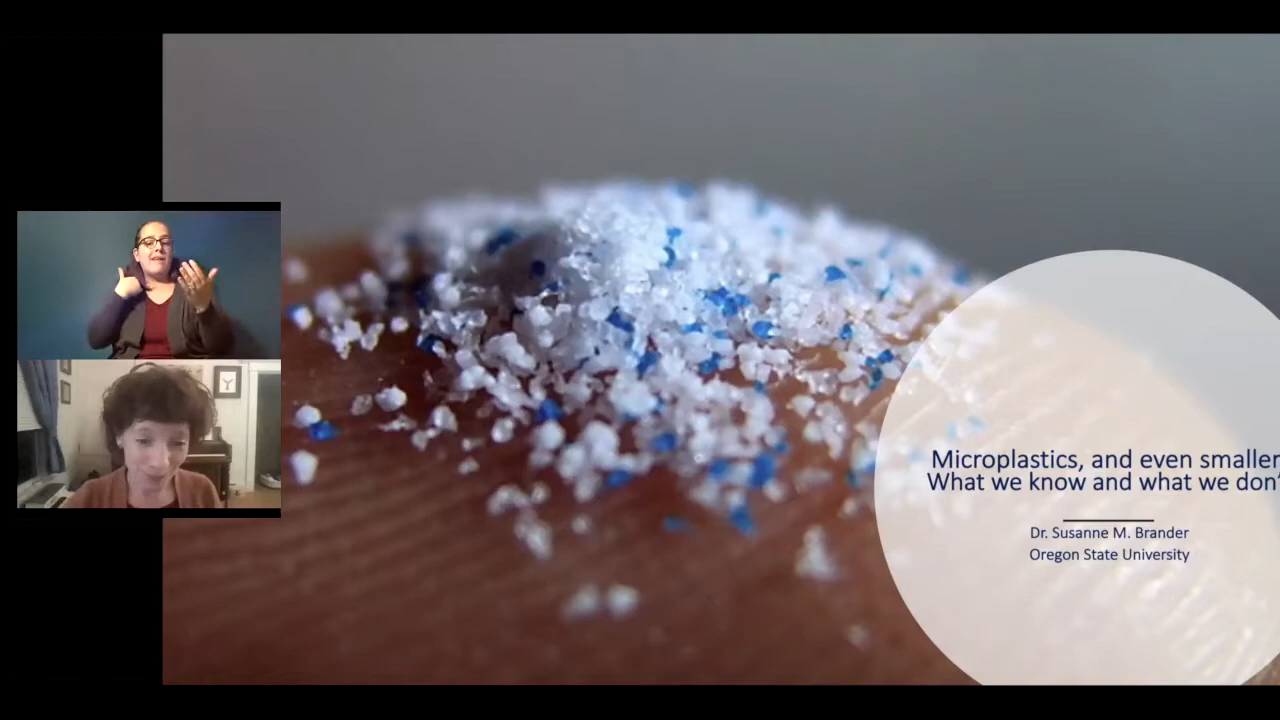 Microplastics, and even smaller
What we know and what we don'
Dr. Susanne M. Brander
Oregon State University